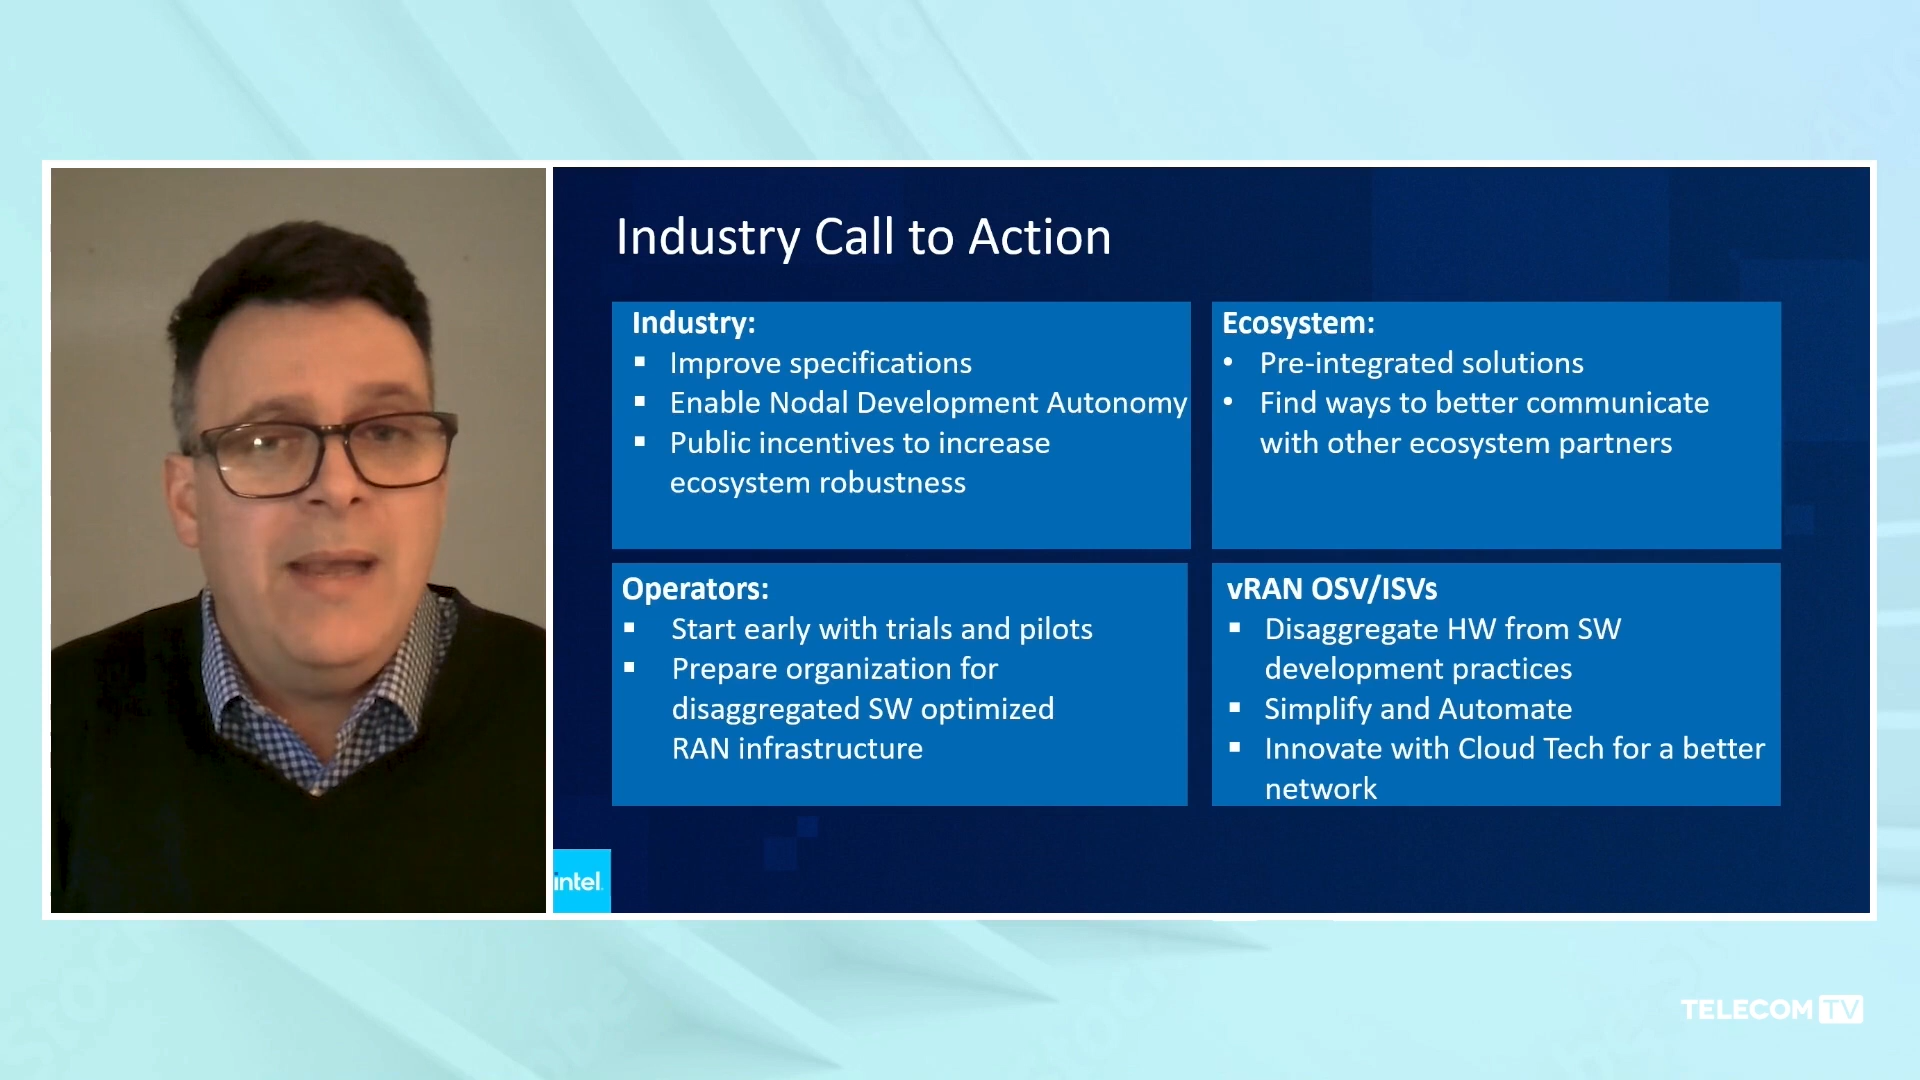 Industry Call to Action
Industry:
Improve specifications
Enable Nodal Development Autonomy
Public incentives to increase
ecosystem robustness
Ecosystem:
Pre-integrated solutions
Find ways to better communicate
with other ecosystem partners
Operators:
Start early with trials and pilots
Prepare organization for
disaggregated SW optimized
RAN infrastructure
vRAN OSV/ISVs
Disaggregate HW from SW
development practices
Simplify and Automate
Innovate with Cloud Tech for a better
network
intel.
TELECOM TV